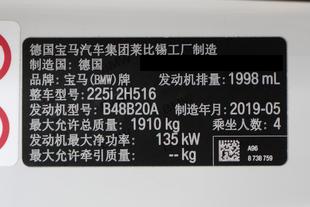 德国宝马汽车集团莱比锡工厂制造
制造国：德国
品牌：宝马(BMW)牌 发动机排量：1998 mL
整车型号：225i 2H516
发动机型号：B48B20A 制造年月：2019-05
最大允许总质量：1910 kg 乘坐人数：4
发动机最大净功率： 135 kW
最大允许牵引质量： -- kg
A96
8 738 759